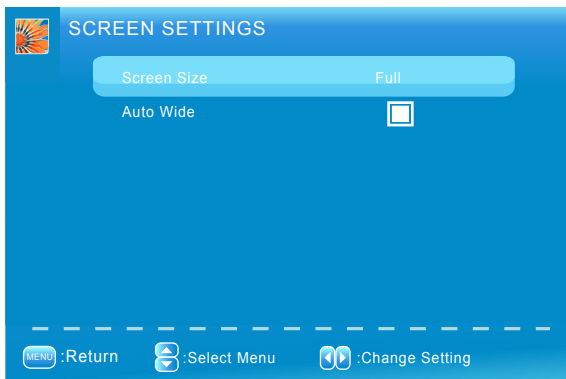 SCREEN SETTINGS
Screen Size Full
Auto Wide
MENU :Return :Select Menu :Change Setting